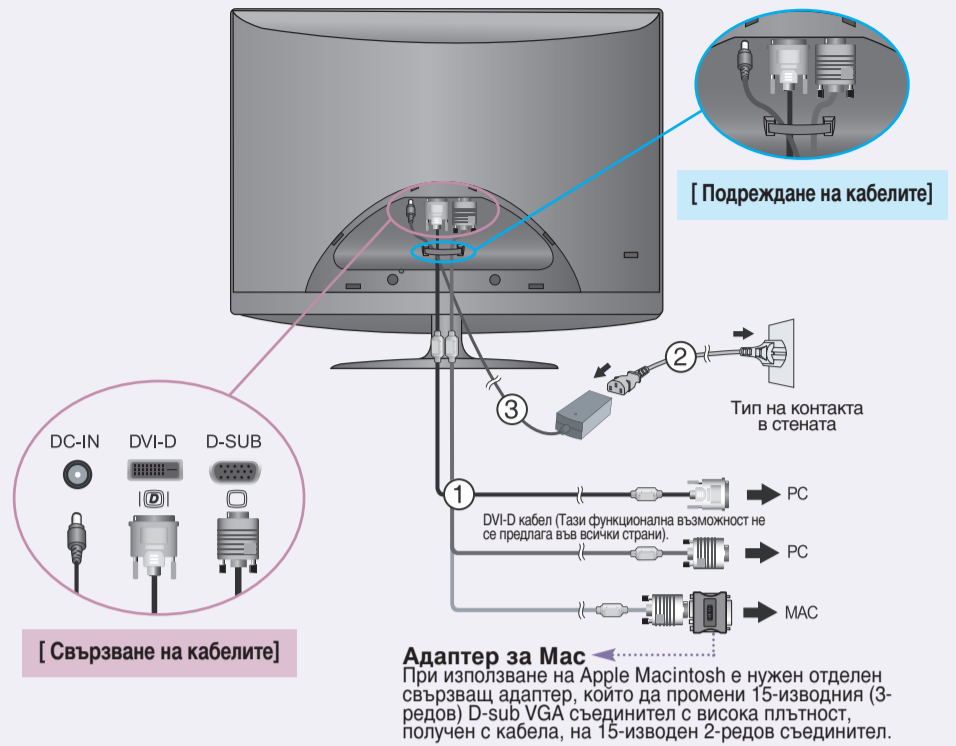 [ Подреждане на кабелите]
2
3
Тип на контакта
в стената
DC-IN DVI-D D-SUB
D
1
PC
DVI-D кабел (Тази функционална възможност не
се предлага във всички страни).
PC
MAC
[ Свързване на кабелите]
Адаптер за Mac
При използване на Apple Macintosh е нужен отделен
свързващ адаптер, който да промени 15-изводния (3-
редов) D-sub VGA съединител с висока плътност,
получен с кабела, на 15-изводен 2-редов съединител.